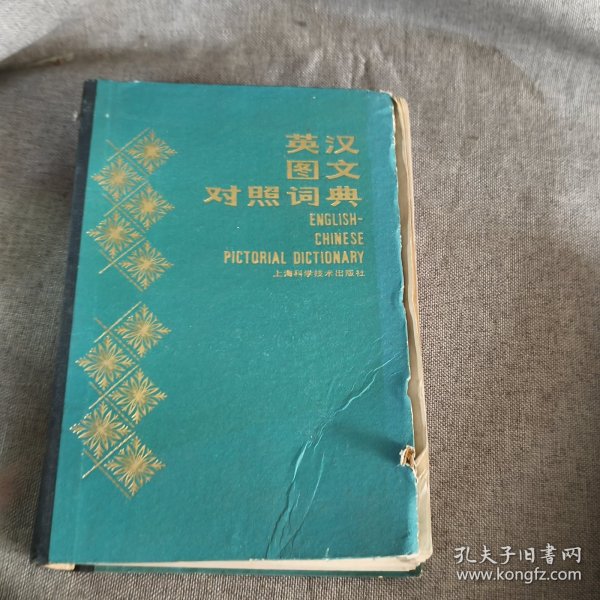 英汉
图文
对照词典
ENGLISH-
CHINESE
PICTORIAL DICTIONARY
上海科学技术出版社
孔夫子旧书网
www.kongfz.com